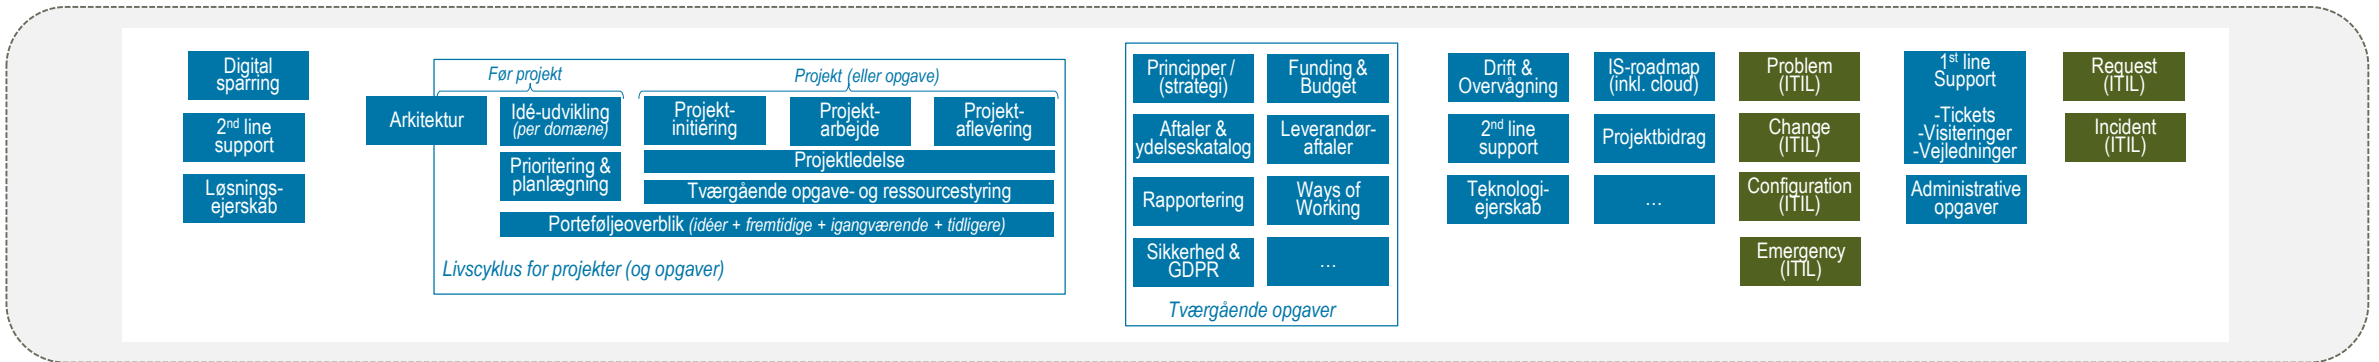 Digital
sparring
2nd line
support
Løsnings-
ejerskab
Arkitektur
Før projekt
Projekt (eller opgave)
Idé-udvikling
(per domæne)
Projekt-
initiéring
Projekt-
arbejde
Projekt-
aflevering
Prioritering &
planlægning
Projektledelse
Tværgående opgave- og ressourcestyring
Porteføljeoverblik (idéer + fremtidige + igangværende + tidligere)
Livscyklus for projekter (og opgaver)
Principper /
(strategi)
Funding &
Budget
Aftaler &
ydelseskatalog
Leverandør-
aftaler
Rapportering
Ways of
Working
Sikkerhed &
GDPR
...
Tværgående opgaver
Drift &
Overvågning
IS-roadmap
(inkl. cloud)
Problem
(ITIL)
2nd line
support
Projektbidrag
Change
(ITIL)
Teknologi-
ejerskab
...
Configuration
(ITIL)
Emergency
(ITIL)
1st line
Support
-Tickets
-Visiteringer
-Vejledninger
Administrative
opgaver
Request
(ITIL)
Incident
(ITIL)